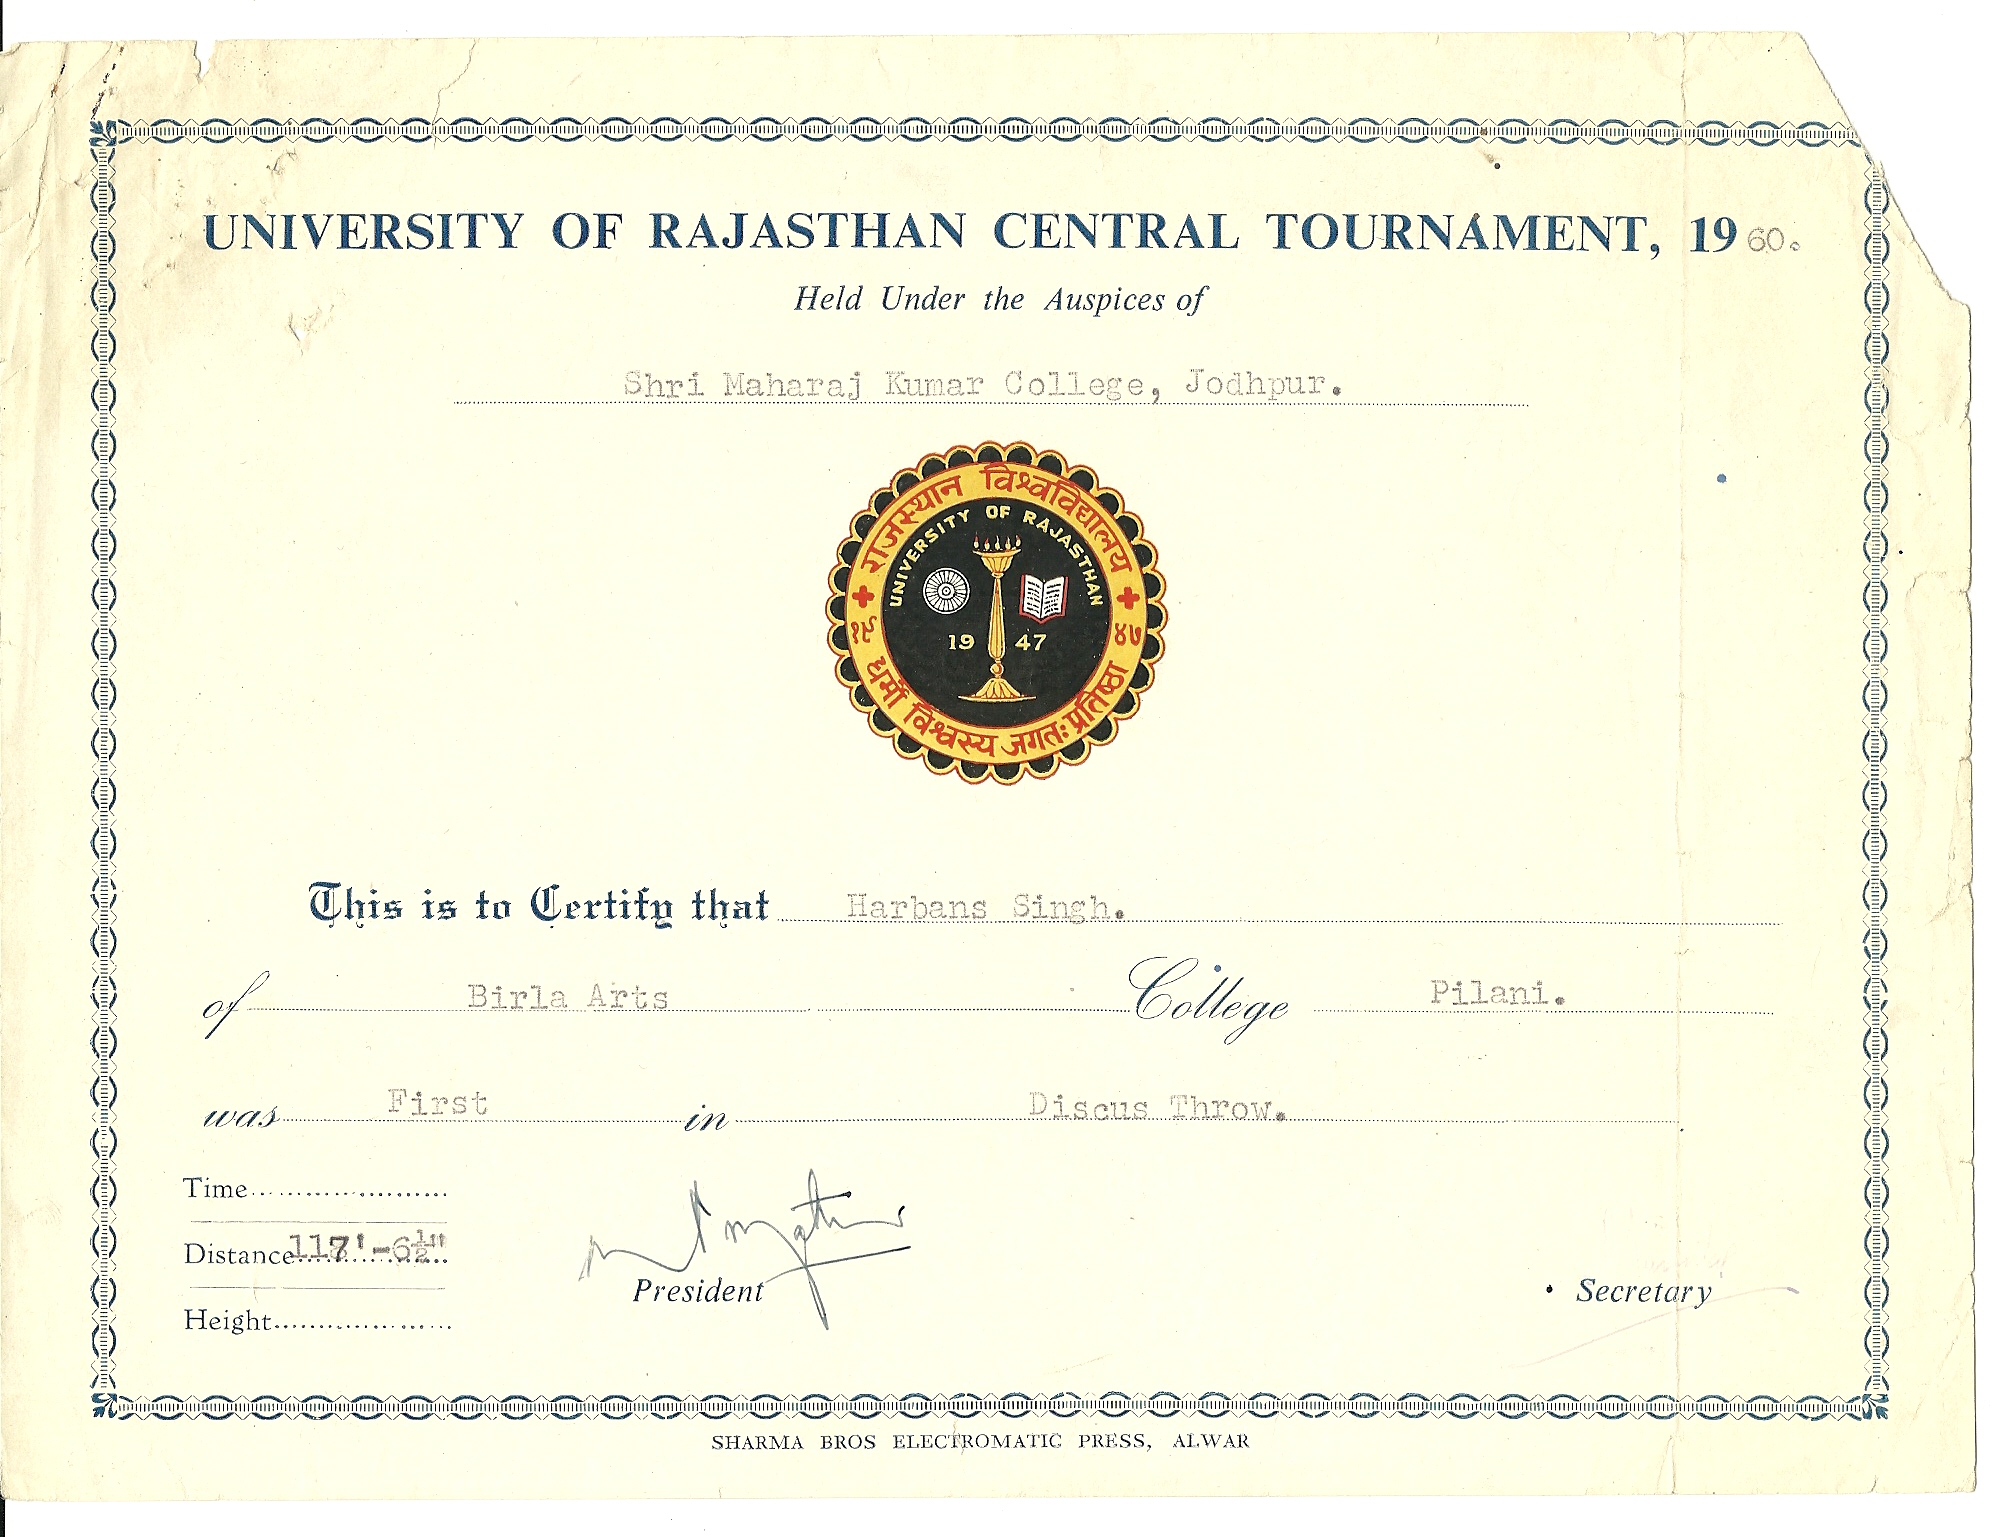 UNIVERSITY OF RAJASTHAN CENTRAL TOURNAMENT, 1960.
Held Under the Auspices of
Shri Maharaj Kumar College, Jodhpur.
राजस्थान विश्वविद्यालय
UNIVERSITY OF RAJASTHAN
19 47
१९ ४७
धर्मो विश्वस्य जगतः प्रतिष्ठा
This is to Certify that Harbans Singh.
of Birla Arts College Pilani.
was First in Discus Throw.
Time
Distance 117'-6½"
Height
President
Secretary
SHARMA BROS ELECTROMATIC PRESS, ALWAR